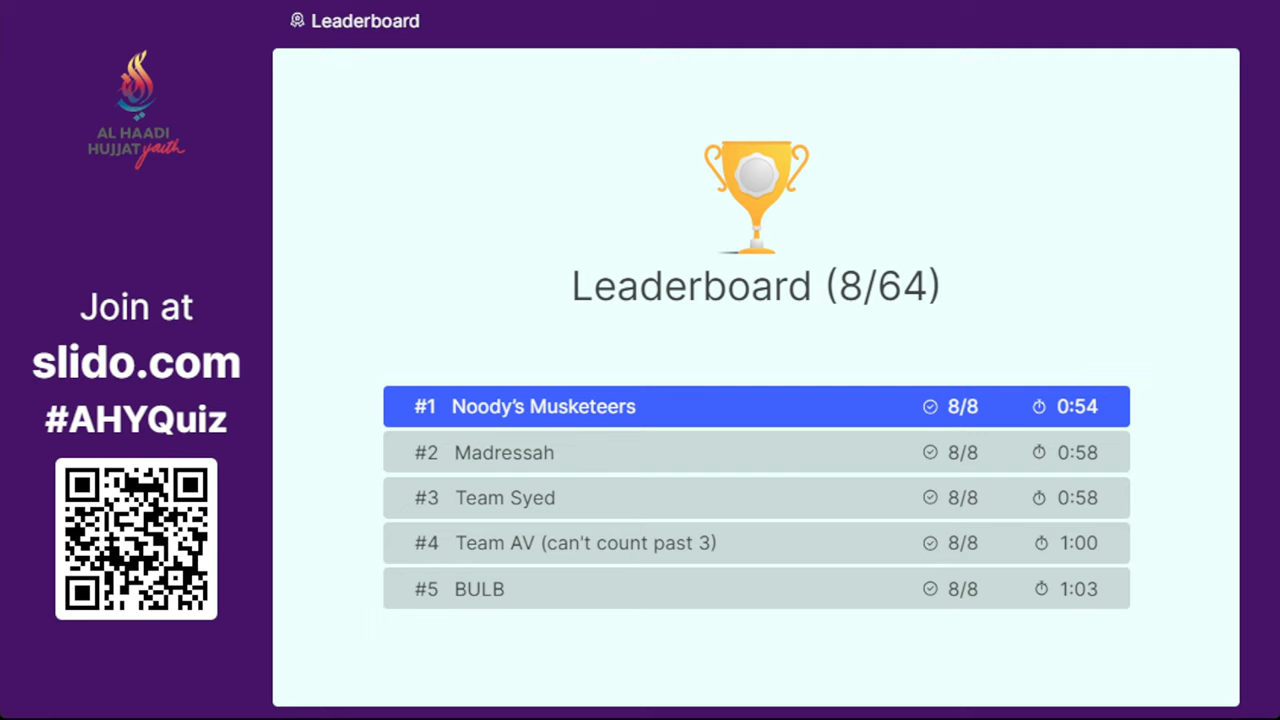 Leaderboard
AL HAADI
HUJJAT youth
Join at
slido.com
#AHYQuiz
Leaderboard (8/64)
#1 Noody’s Musketeers 8/8 0:54
#2 Madressah 8/8 0:58
#3 Team Syed 8/8 0:58
#4 Team AV (can't count past 3) 8/8 1:00
#5 BULB 8/8 1:03